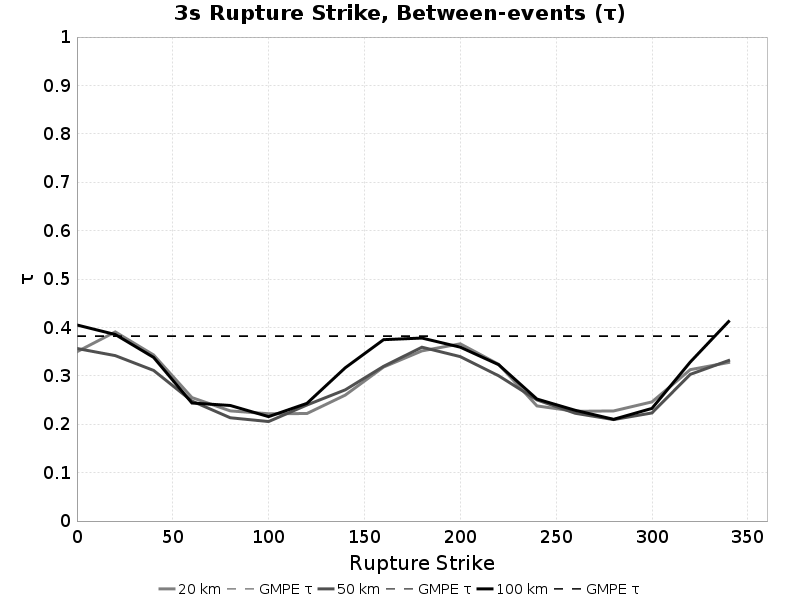 3s Rupture Strike, Between-events (τ)
1
0.9
0.8
0.7
0.6
0.5
0.4
0.3
0.2
0.1
0
τ
0 50 100 150 200 250 300 350
Rupture Strike
20 km GMPE τ 50 km GMPE τ 100 km GMPE τ